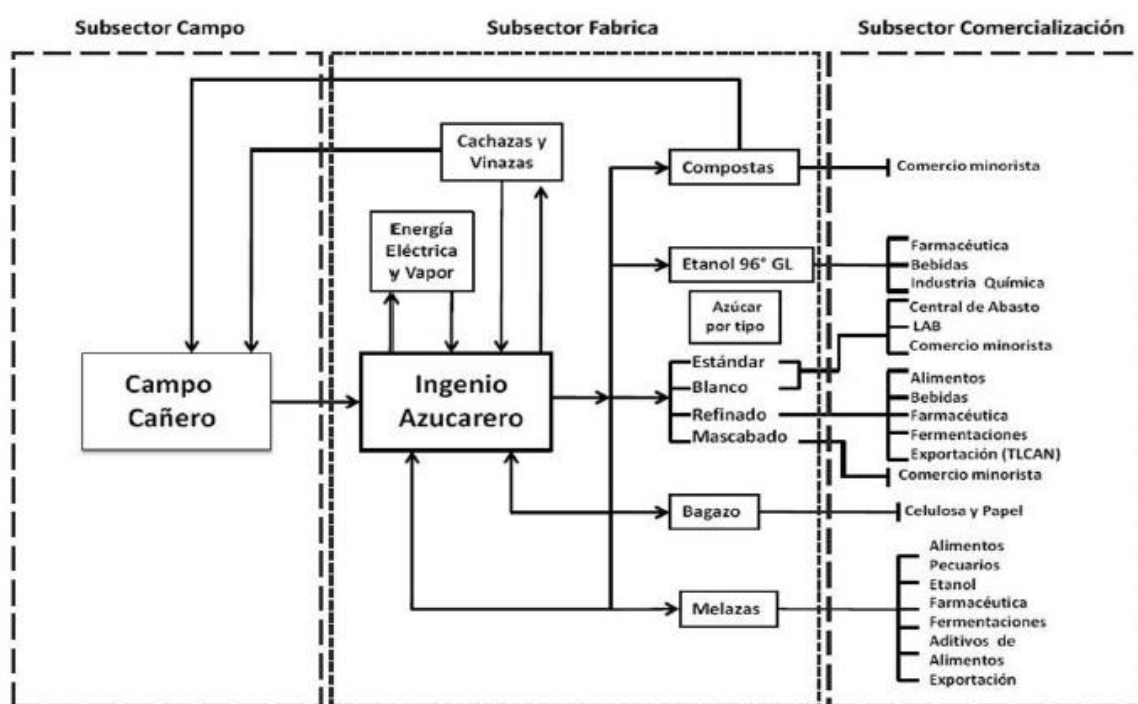 Subsector Campo
Subsector Fabrica
Subsector Comercialización
Cachazas y
Vinazas
Compostas
Comercio minorista
Energía
Eléctrica
y Vapor
Etanol 96° GL
Farmacéutica
Bebidas
Industria Química
Azúcar
por tipo
Central de Abasto
LAB
Comercio minorista
Campo
Cañero
Ingenio
Azucarero
Estándar
Blanco
Refinado
Mascabado
Alimentos
Bebidas
Farmacéutica
Fermentaciones
Exportación (TLCAN)
Comercio minorista
Bagazo
Celulosa y Papel
Melazas
Alimentos
Pecuarios
Etanol
Farmacéutica
Fermentaciones
Aditivos de
Alimentos
Exportación